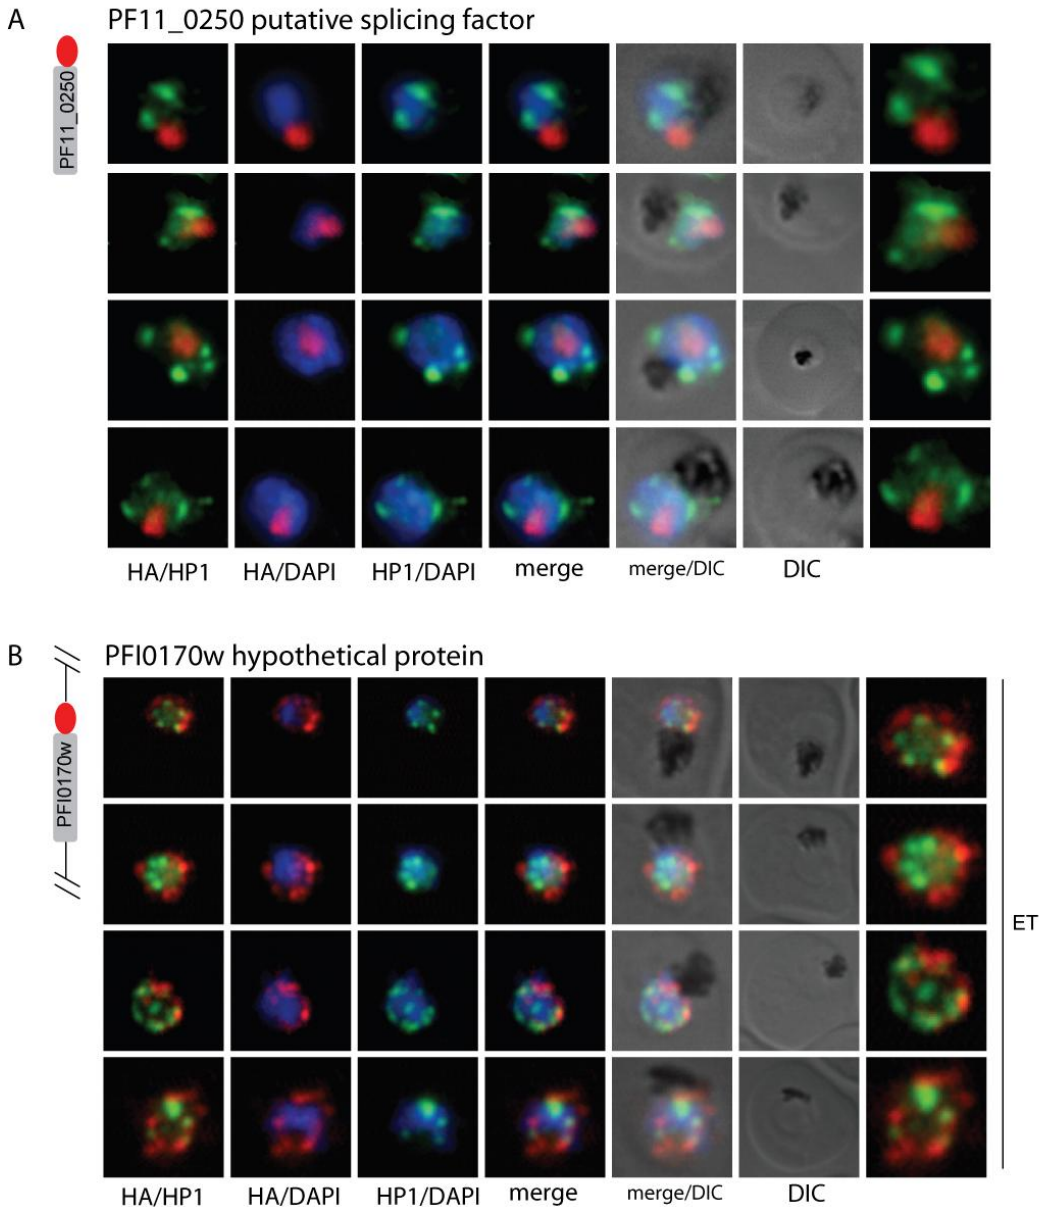 A
PF11_0250 putative splicing factor
PF11_0250
HA/HP1
HA/DAPI
HP1/DAPI
merge
merge/DIC
DIC
B
PFI0170w hypothetical protein
PFI0170w
ET
HA/HP1
HA/DAPI
HP1/DAPI
merge
merge/DIC
DIC